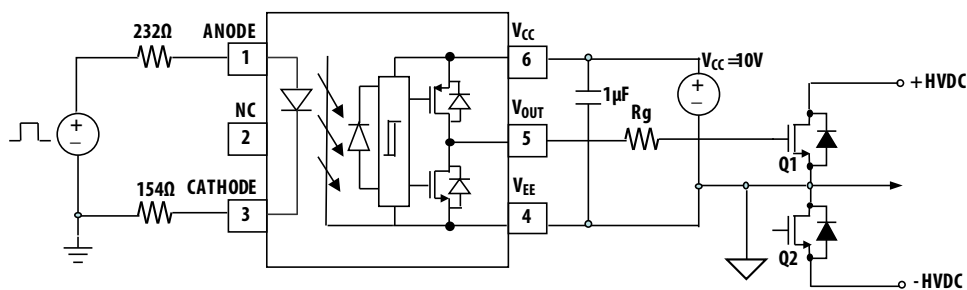 232Ω
ANODE
1
NC
2
154Ω
CATHODE
3
+
−
VCC
6
VOUT
5
VEE
4
1µF
Rg
VCC=10V
+
−
+HVDC
Q1
Q2
- HVDC